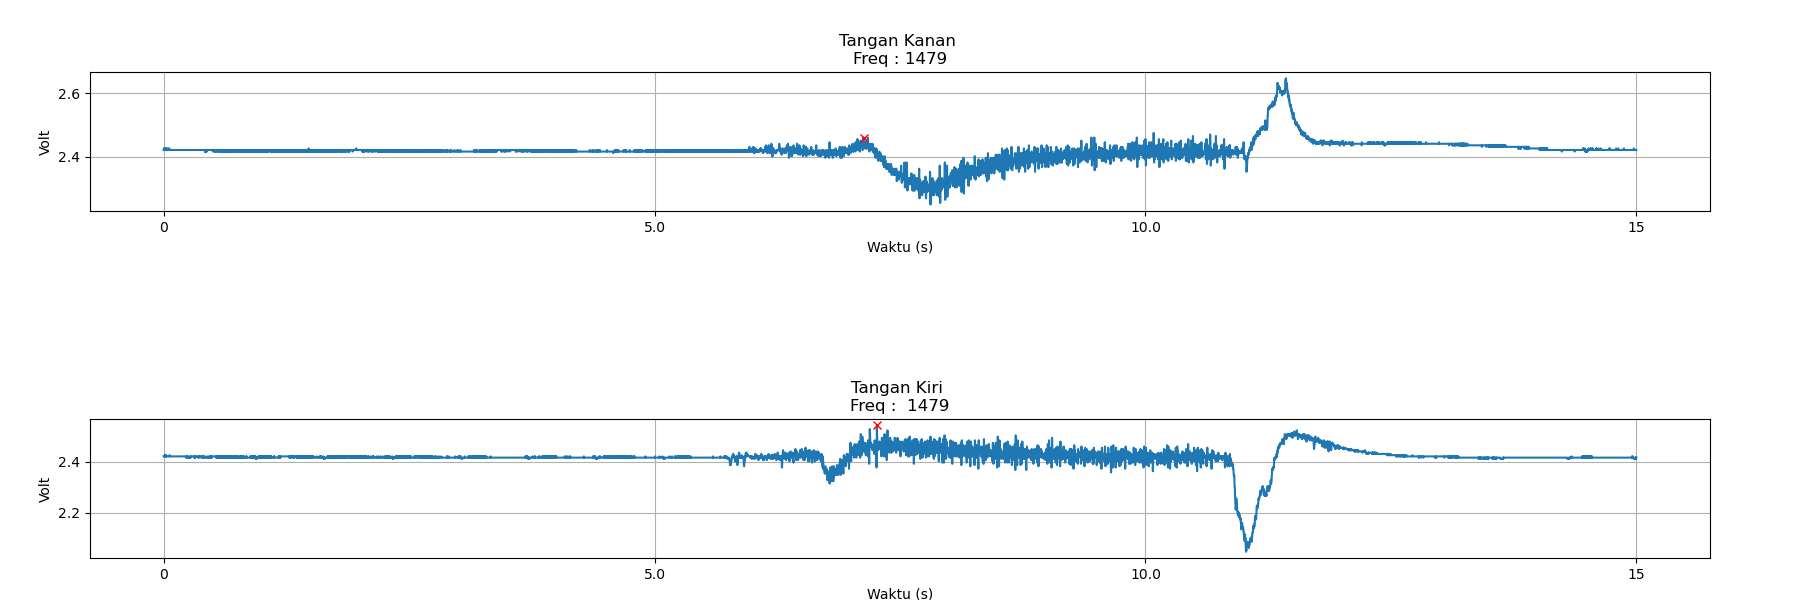 Tangan Kanan
Freq : 1479
2.6
2.4
Volt
0 5.0 10.0 15
Waktu (s)
Tangan Kiri
Freq :  1479
2.4
2.2
Volt
0 5.0 10.0 15
Waktu (s)